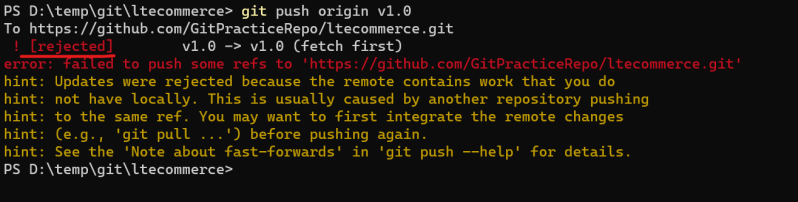 PS D:\temp\git\ltecommerce> git push origin v1.0
To https://github.com/GitPracticeRepo/ltecommerce.git
 ! [rejected]        v1.0 -> v1.0 (fetch first)
error: failed to push some refs to 'https://github.com/GitPracticeRepo/ltecommerce.git'
hint: Updates were rejected because the remote contains work that you do
hint: not have locally. This is usually caused by another repository pushing
hint: to the same ref. You may want to first integrate the remote changes
hint: (e.g., 'git pull ...') before pushing again.
hint: See the 'Note about fast-forwards' in 'git push --help' for details.
PS D:\temp\git\ltecommerce>